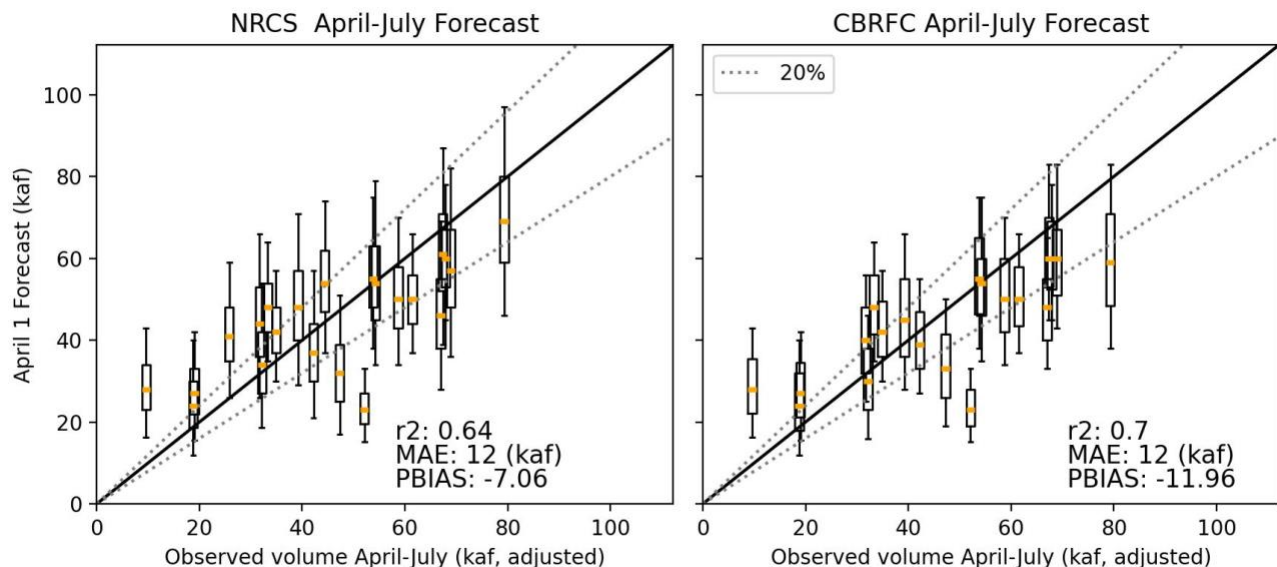 NRCS  April-July Forecast
CBRFC April-July Forecast
April 1 Forecast (kaf)
100
80
60
40
20
0
r2: 0.64
MAE: 12 (kaf)
PBIAS: -7.06
0 20 40 60 80 100
Observed volume April-July (kaf, adjusted)
20%
r2: 0.7
MAE: 12 (kaf)
PBIAS: -11.96
0 20 40 60 80 100
Observed volume April-July (kaf, adjusted)